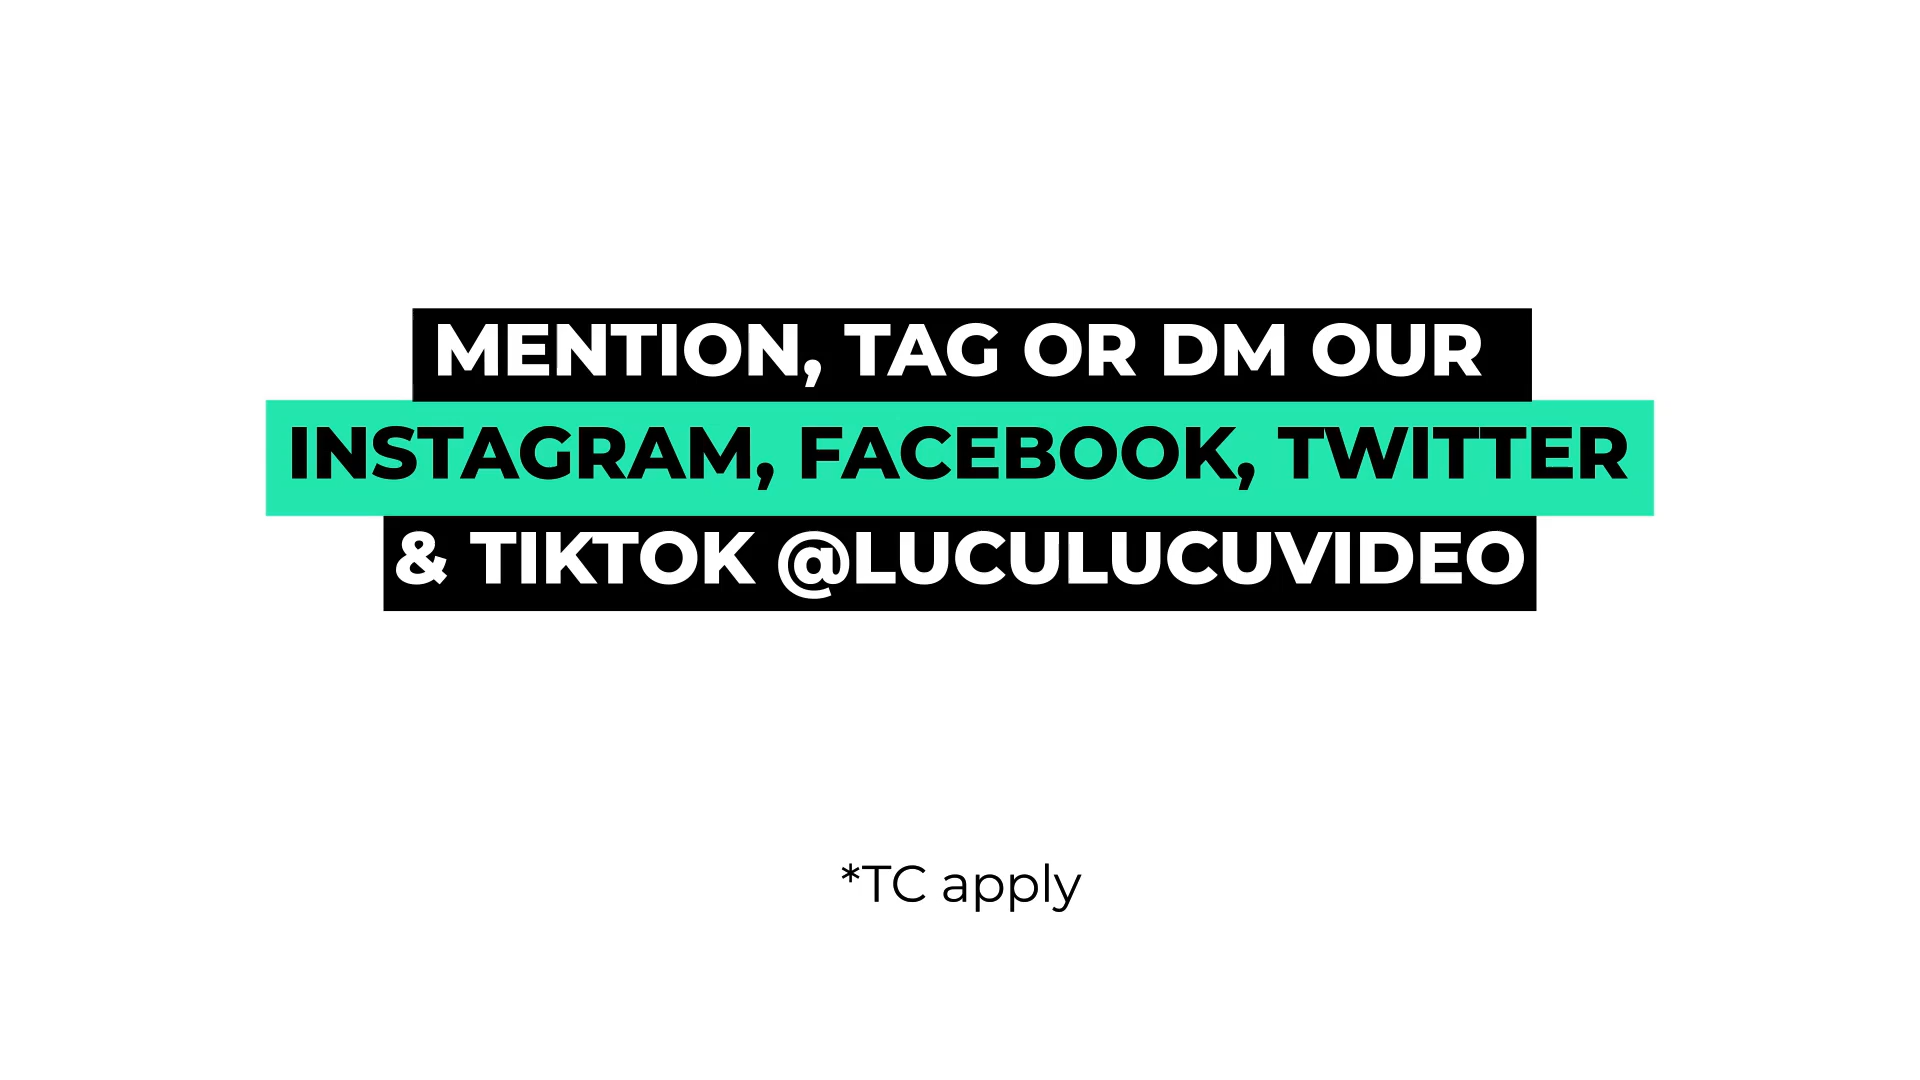 MENTION, TAG OR DM OUR
INSTAGRAM, FACEBOOK, TWITTER
& TIKTOK @LUCULUCUVIDEO
*TC apply